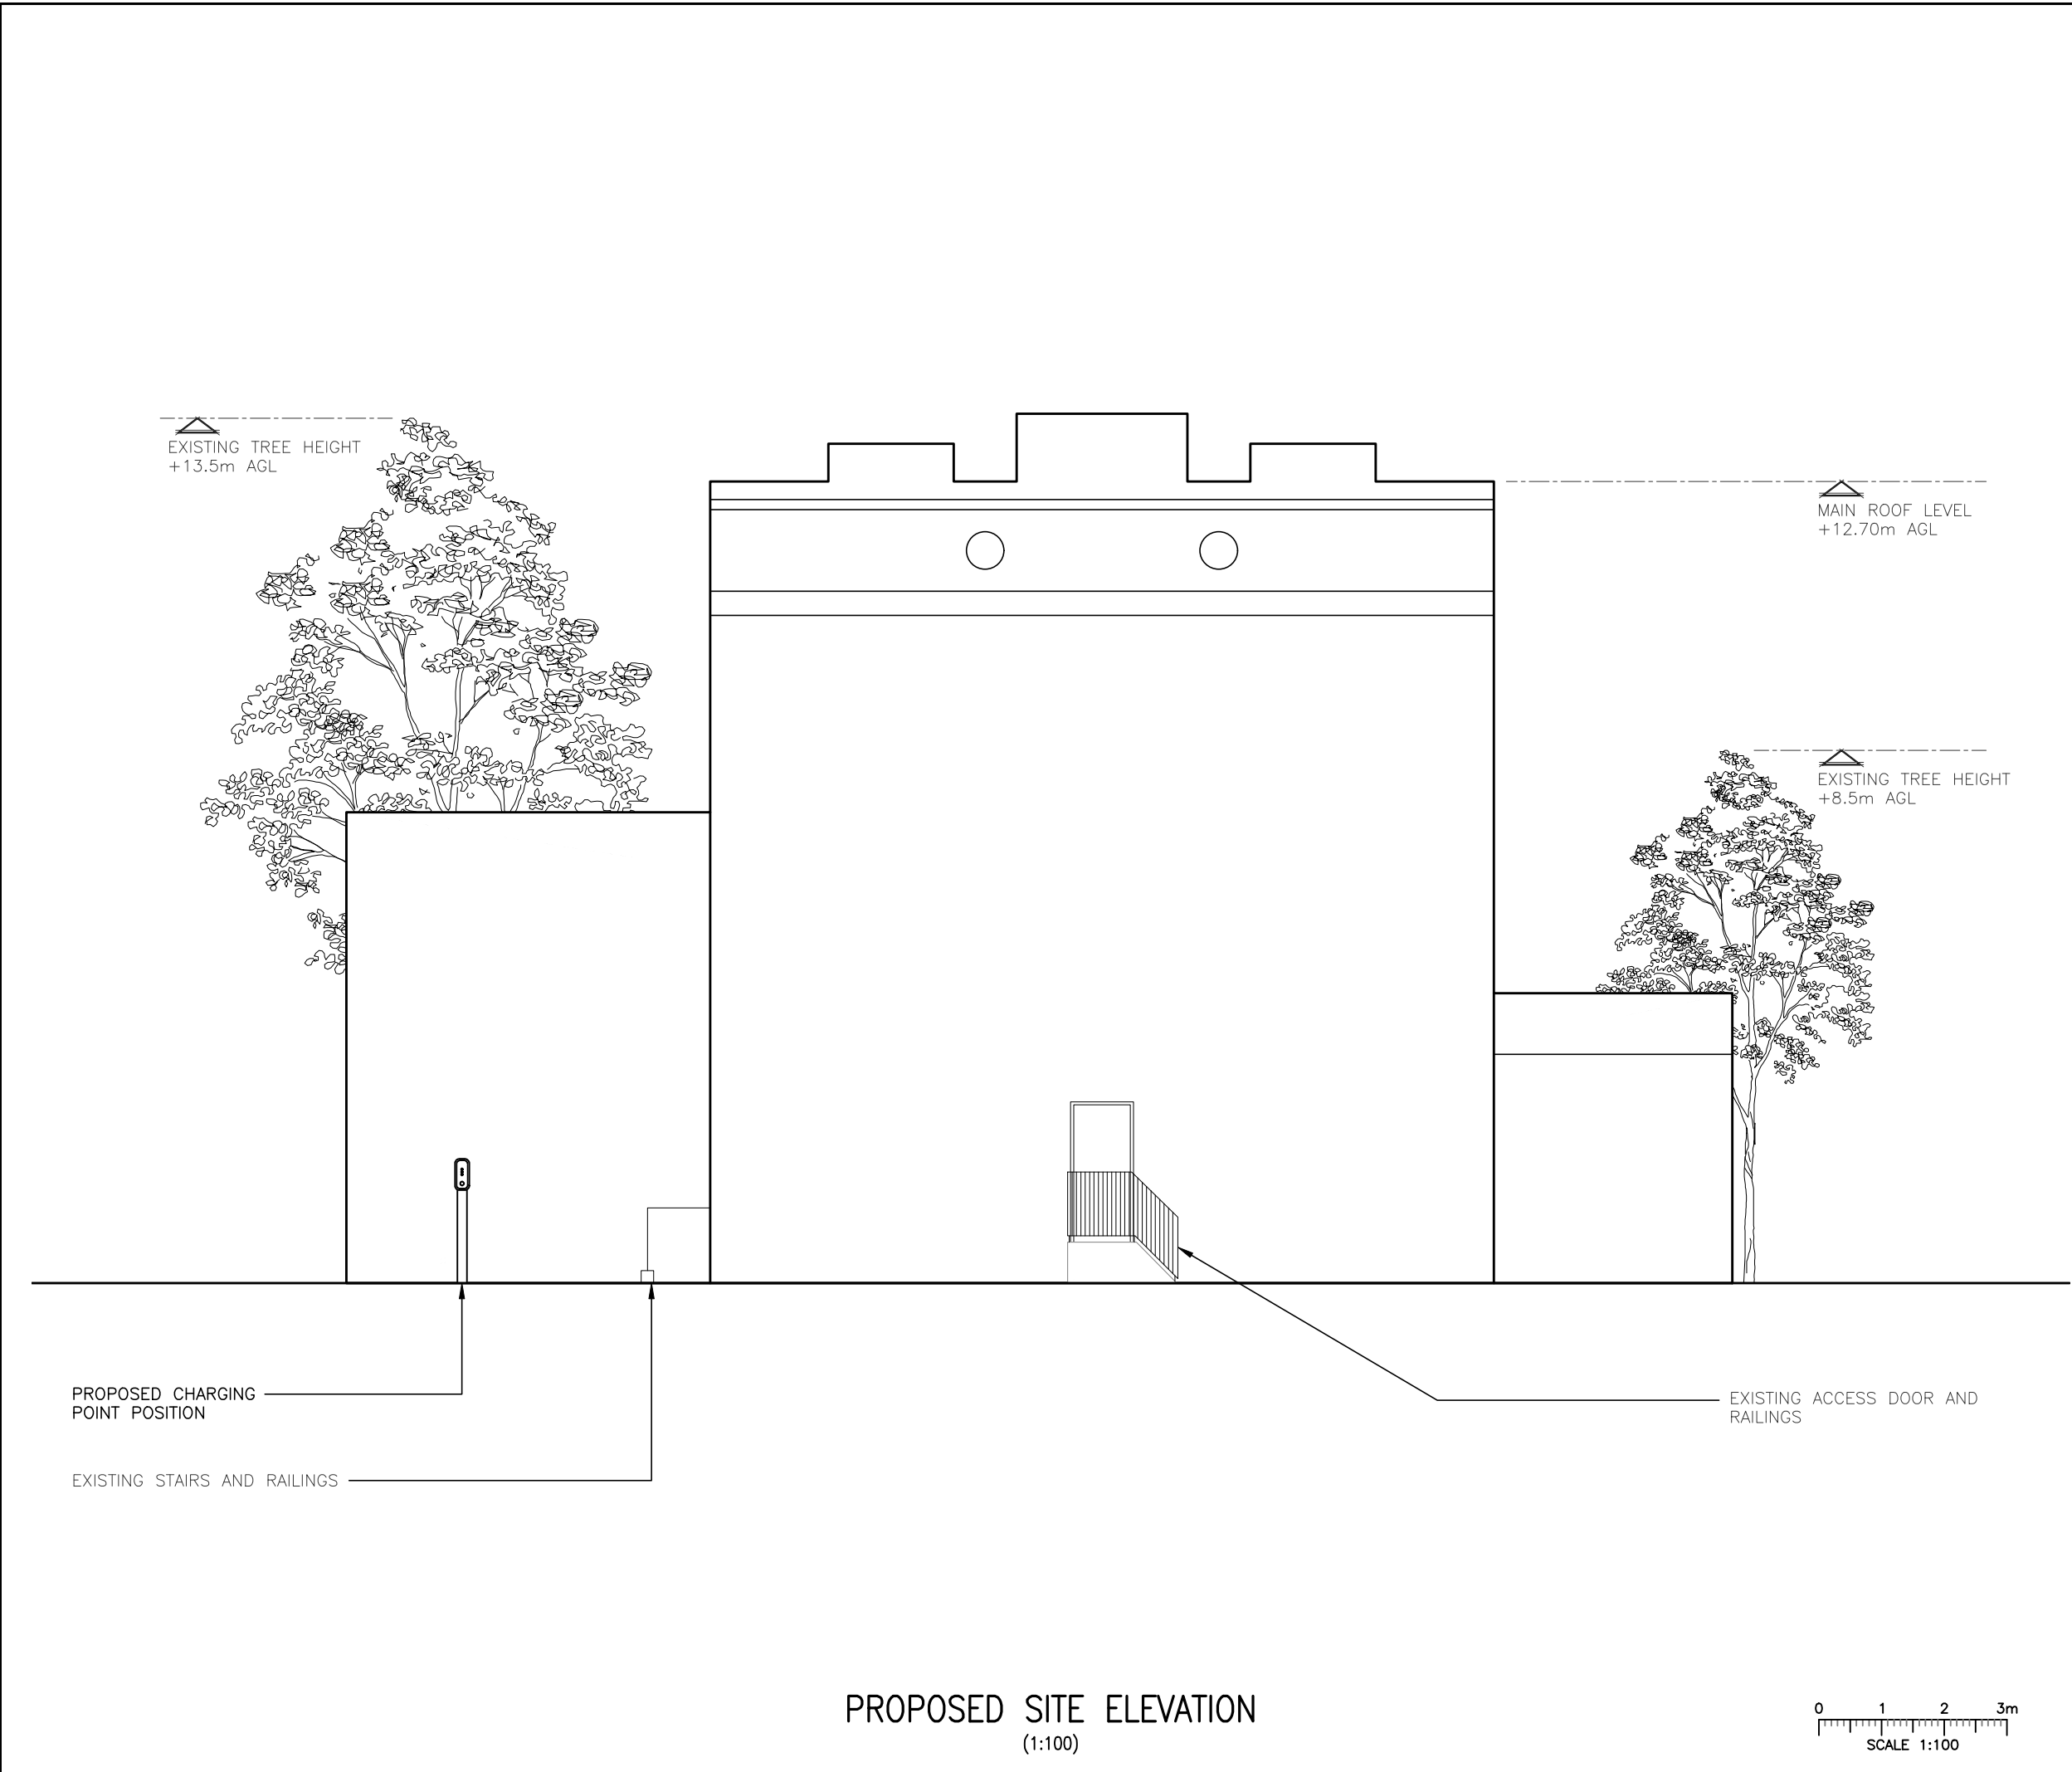 EXISTING TREE HEIGHT
+13.5m AGL
MAIN ROOF LEVEL
+12.70m AGL
EXISTING TREE HEIGHT
+8.5m AGL
PROPOSED CHARGING
POINT POSITION
EXISTING ACCESS DOOR AND
RAILINGS
EXISTING STAIRS AND RAILINGS
PROPOSED SITE ELEVATION
(1:100)
0 1 2 3m
SCALE 1:100